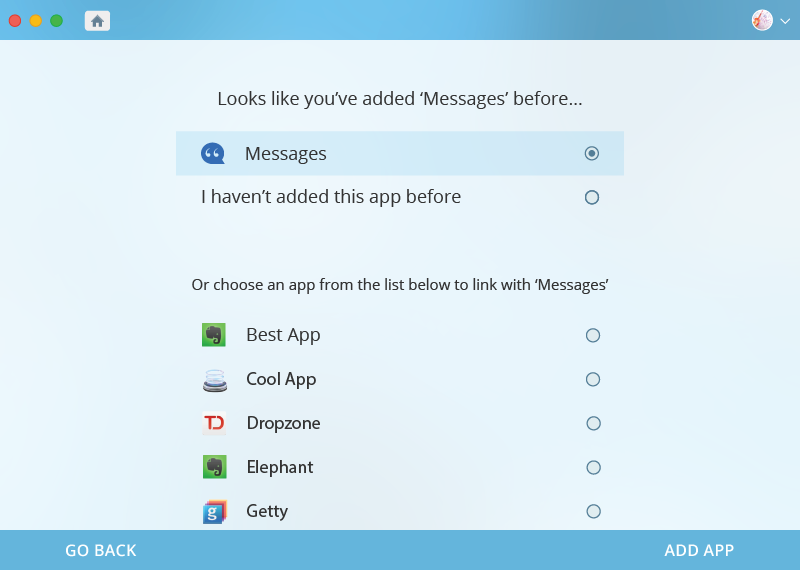 Looks like you’ve added ‘Messages’ before...
Messages
I haven’t added this app before
Or choose an app from the list below to link with ‘Messages’
Best App
Cool App
TD Dropzone
Elephant
g Getty
GO BACK ADD APP